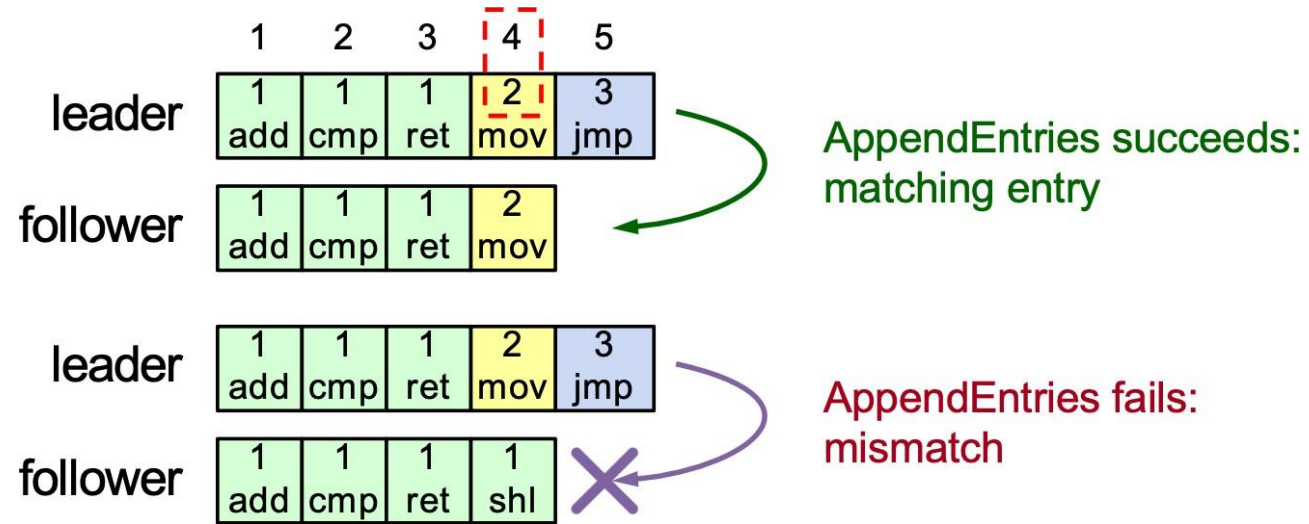 1 2 3 4 5
leader 1 1 1 2 3
add cmp ret mov jmp
AppendEntries succeeds:
matching entry
follower 1 1 1 2
add cmp ret mov
leader 1 1 1 2 3
add cmp ret mov jmp
AppendEntries fails:
mismatch
follower 1 1 1 1
add cmp ret shl